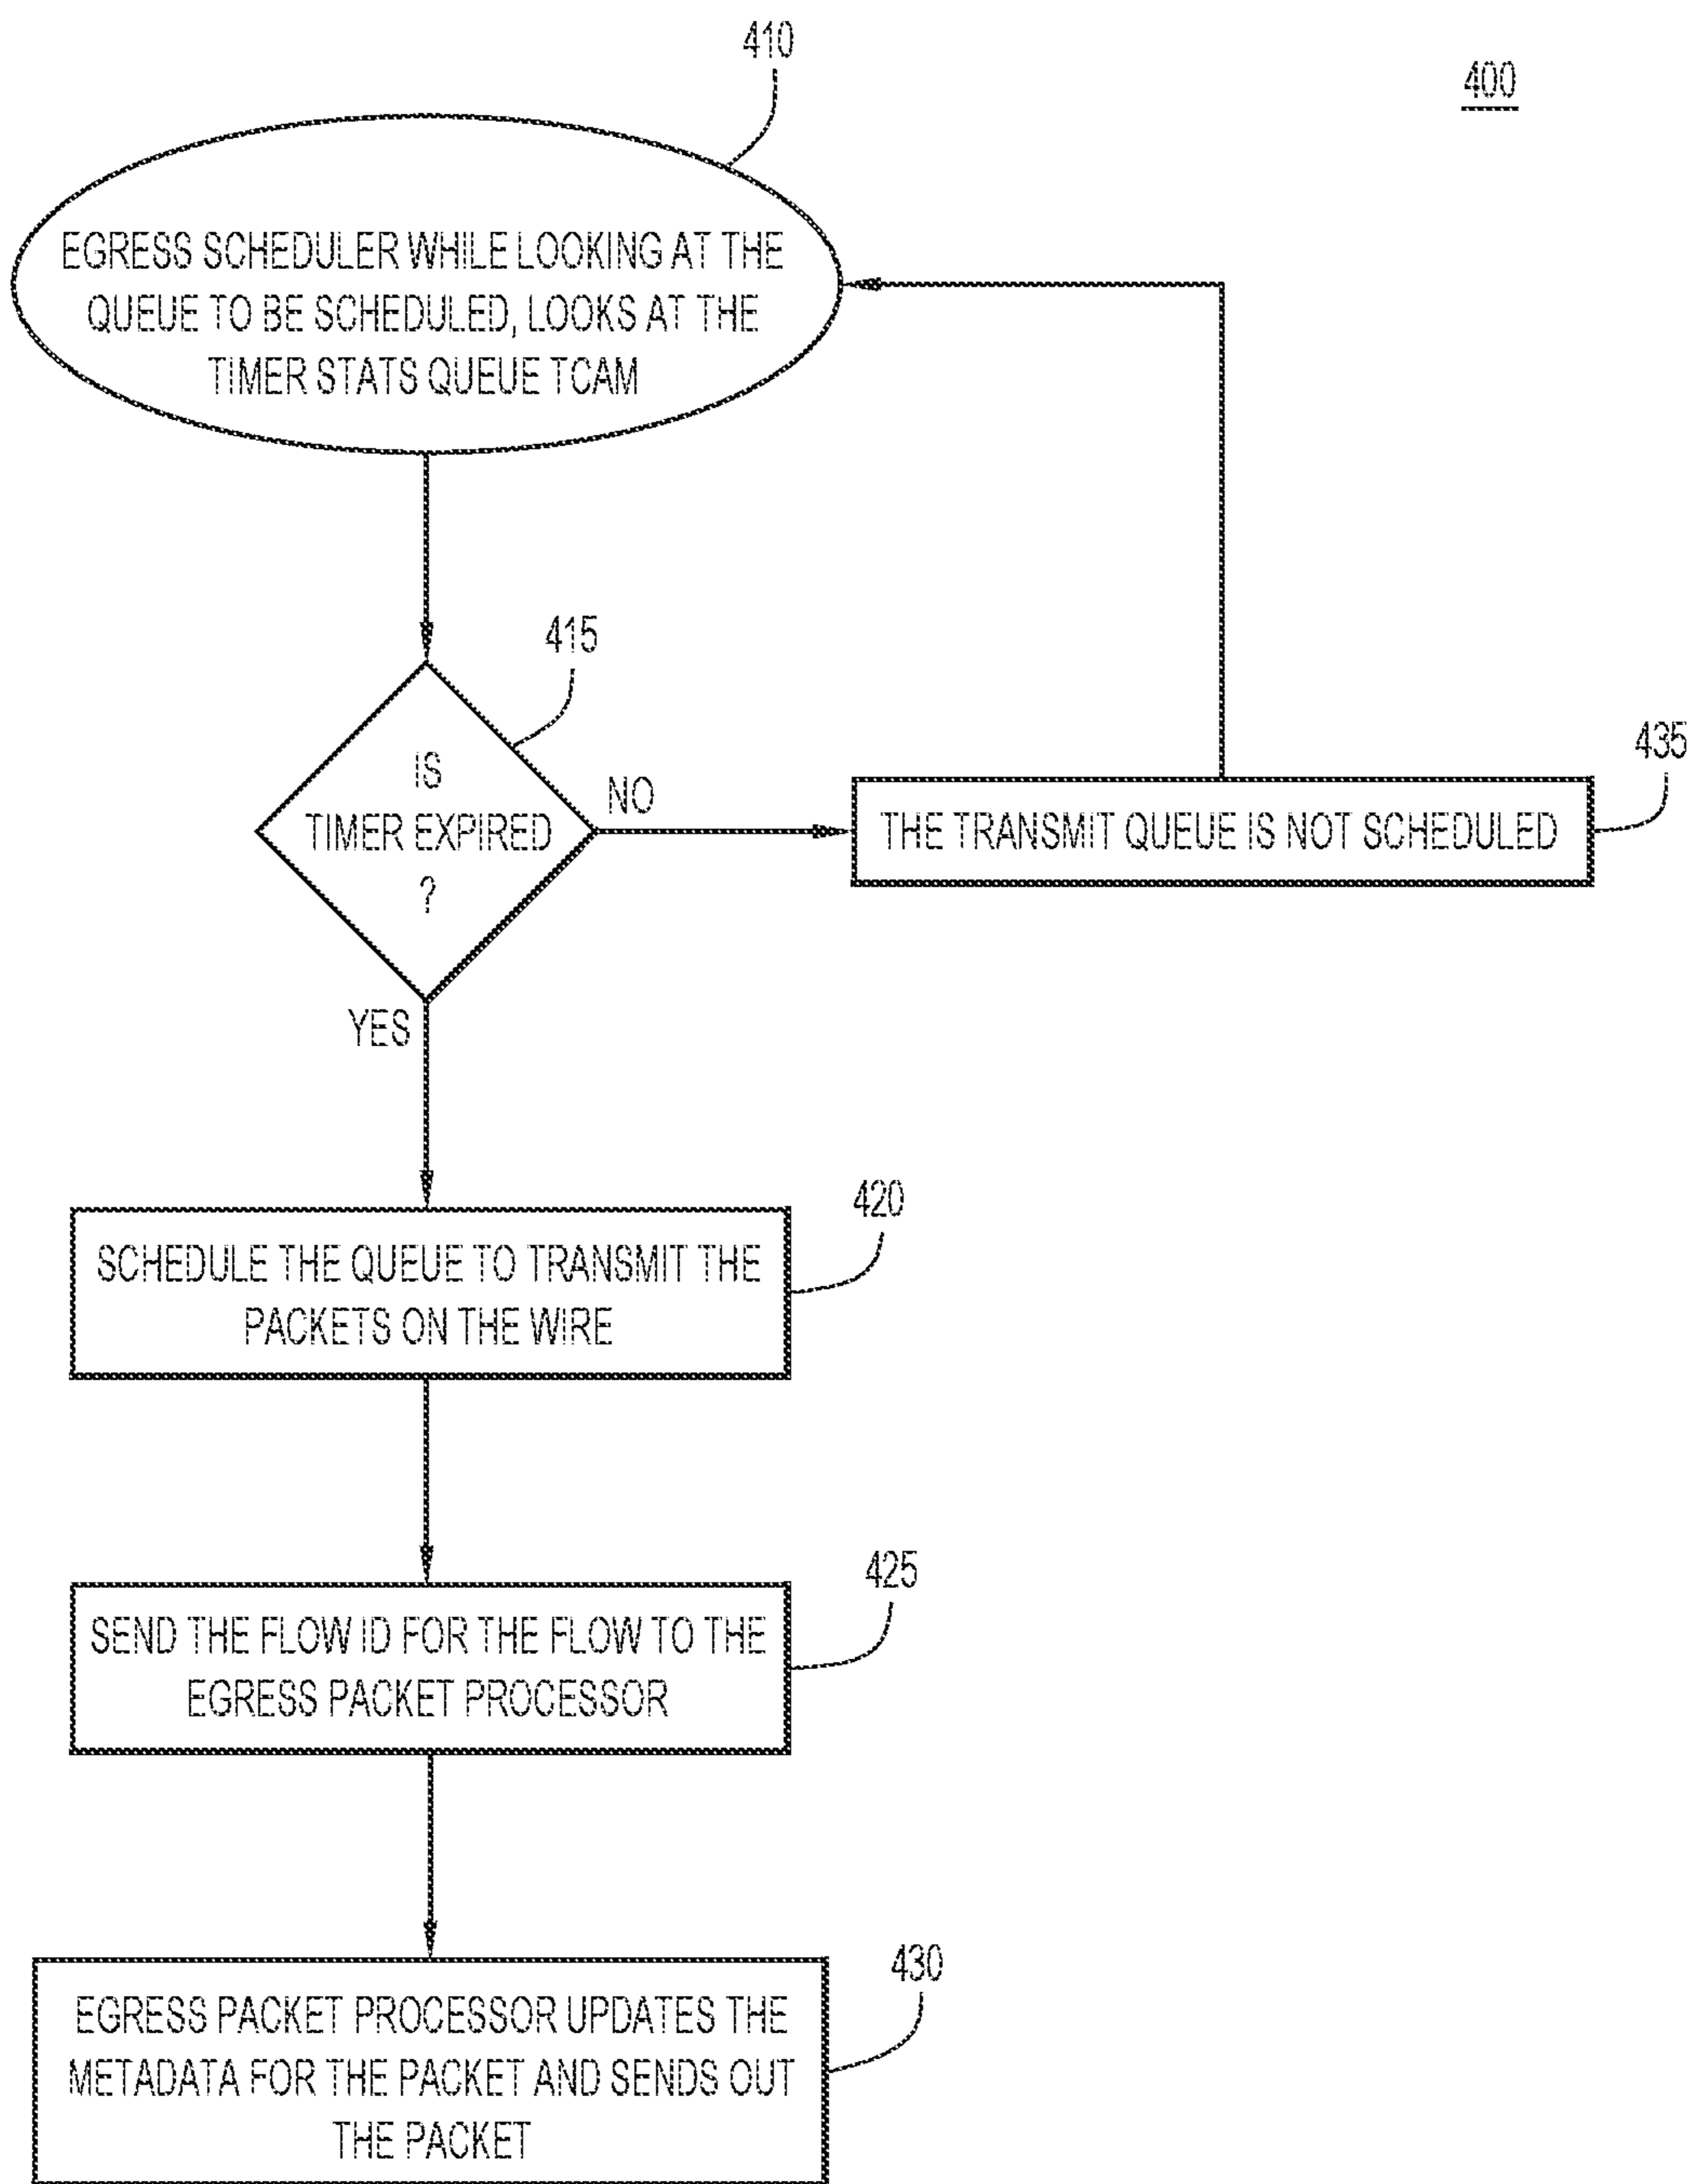 410
400
EGRESS SCHEDULER WHILE LOOKING AT THE
QUEUE TO BE SCHEDULED, LOOKS AT THE
TIMER STATS QUEUE TCAM
415
IS
TIMER EXPIRED
?
NO
435
THE TRANSMIT QUEUE IS NOT SCHEDULED
YES
420
SCHEDULE THE QUEUE TO TRANSMIT THE
PACKETS ON THE WIRE
425
SEND THE FLOW ID FOR THE FLOW TO THE
EGRESS PACKET PROCESSOR
430
EGRESS PACKET PROCESSOR UPDATES THE
METADATA FOR THE PACKET AND SENDS OUT
THE PACKET